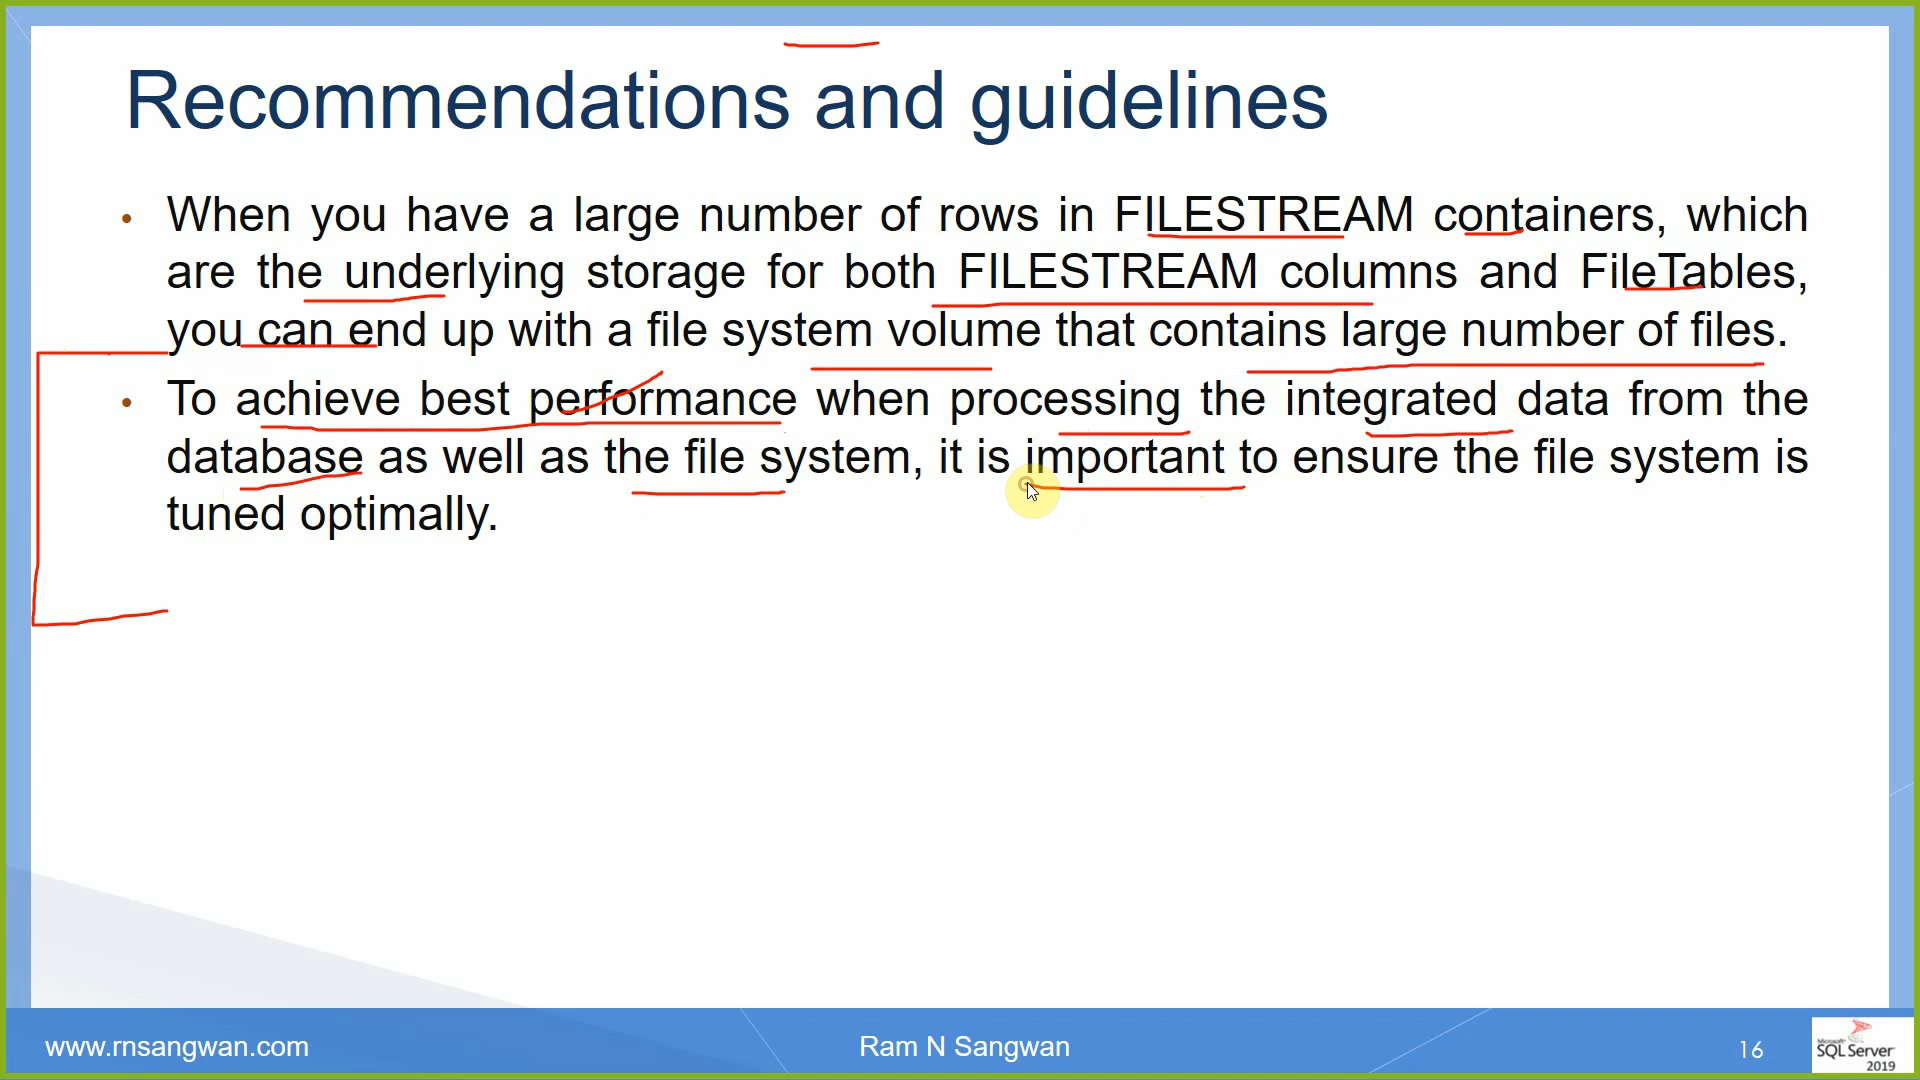 Recommendations and guidelines
• When you have a large number of rows in FILESTREAM containers, which
are the underlying storage for both FILESTREAM columns and FileTables,
you can end up with a file system volume that contains large number of files.
• To achieve best performance when processing the integrated data from the
database as well as the file system, it is important to ensure the file system is
tuned optimally.
www.rnsangwan.com
Ram N Sangwan
16
Microsoft
SQL Server
2019